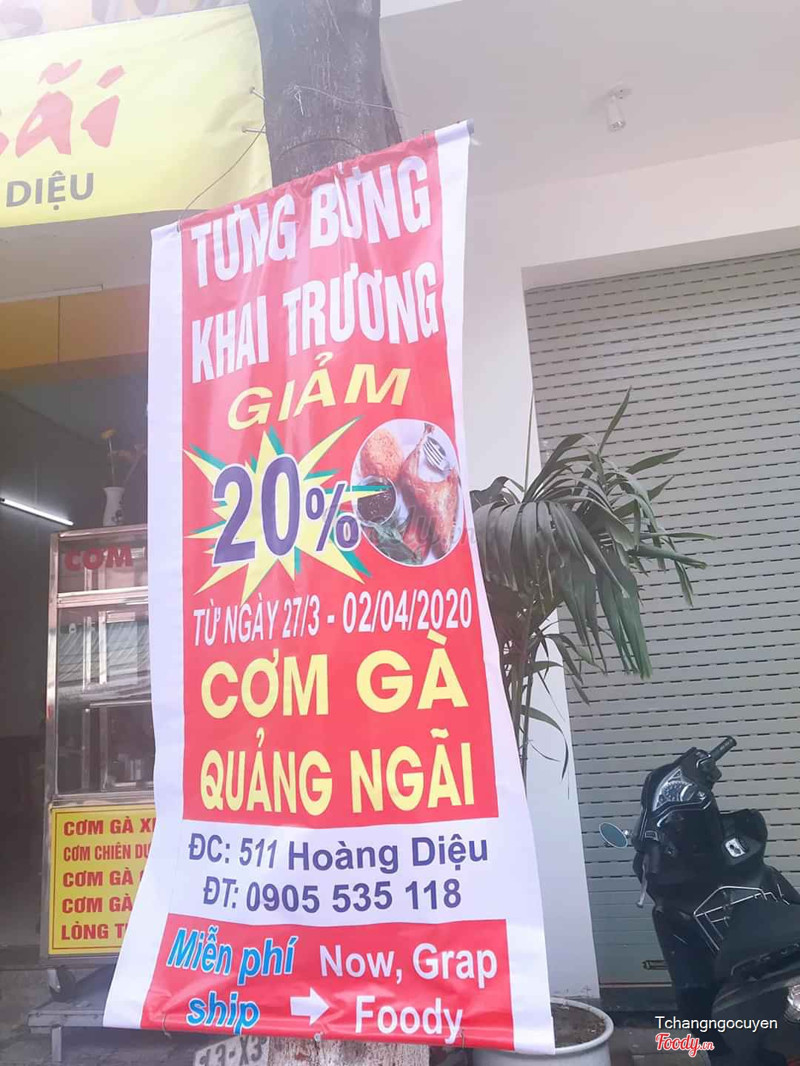 DIỆU
TƯNG BỪNG
KHAI TRƯƠNG
GIẢM
20%
TỪ NGÀY 27/3 - 02/04/2020
CƠM GÀ
QUẢNG NGÃI
ĐC: 511 Hoàng Diệu
ĐT: 0905 535 118
Miễn phí
ship
Now, Grap
Foody
CƠM
CƠM GÀ
CƠM CHIÊN
CƠM GÀ
CƠM GÀ
LÒNG
Tchangngocuyen
Foody.vn